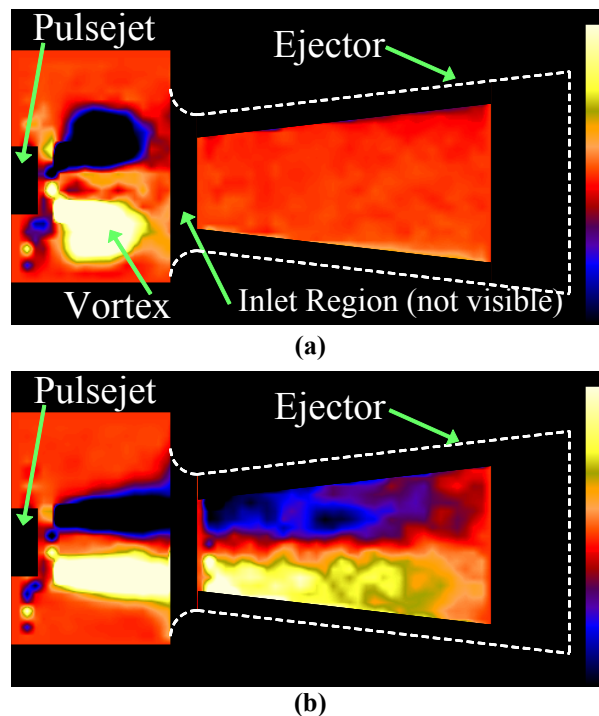 Pulsejet
Ejector
Vortex
Inlet Region (not visible)
(a)
Pulsejet
Ejector
(b)